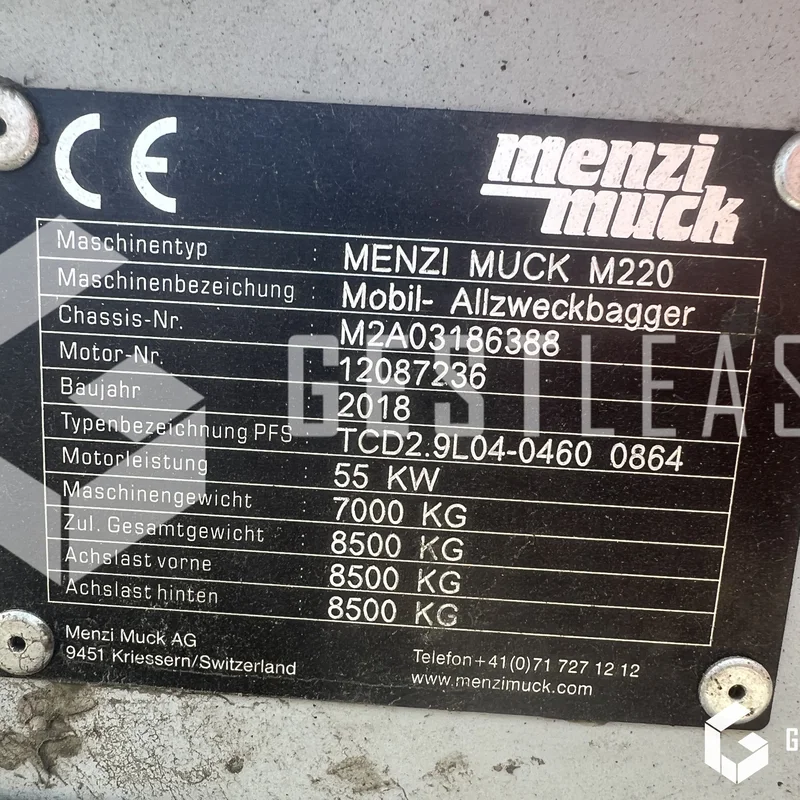 CE
menzi
muck
Maschinentyp : MENZI MUCK M220
Maschinenbezeichung : Mobil- Allzweckbagger
Chassis-Nr. : M2A03186388
Motor-Nr. : 12087236
Baujahr : 2018
Typenbezeichnung PFS : TCD2.9L04-0460 0864
Motorleistung : 55 KW
Maschinengewicht : 7000 KG
Zul. Gesamtgewicht : 8500 KG
Achslast vorne : 8500 KG
Achslast hinten : 8500 KG
Menzi Muck AG
9451 Kriessern/Switzerland
Telefon+41(0)71 727 12 12
www.menzimuck.com